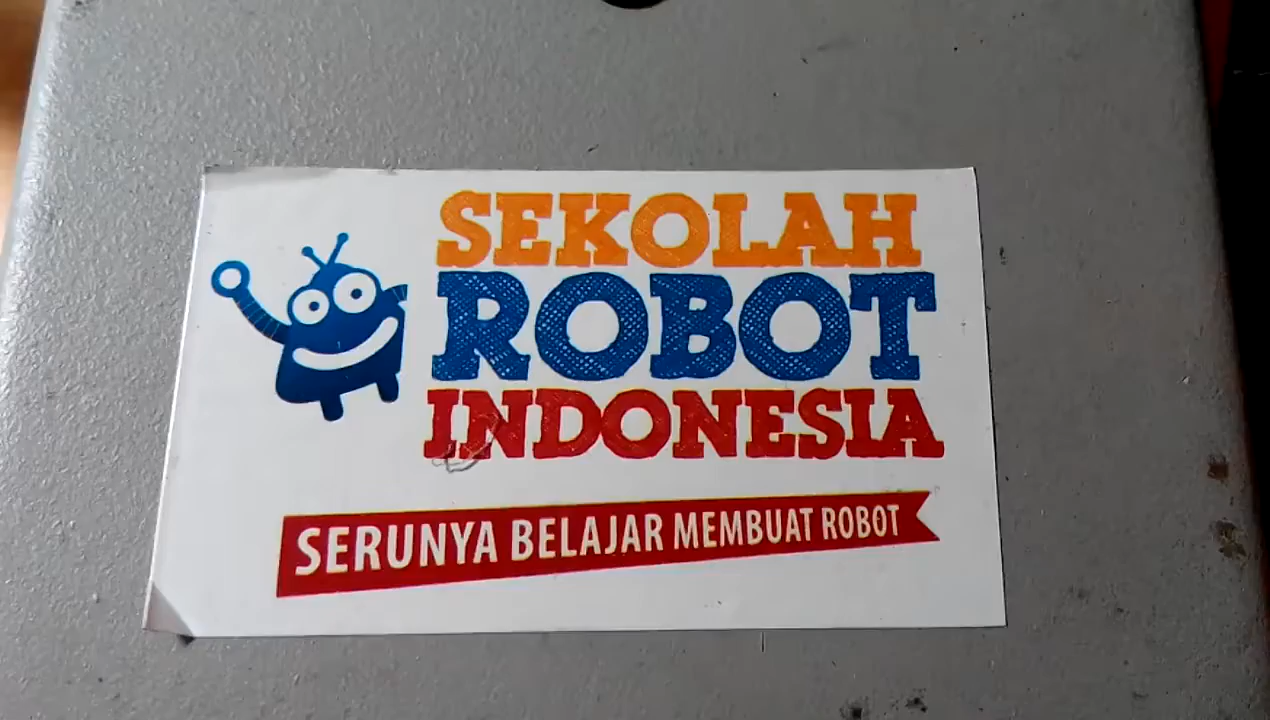 SEKOLAH
ROBOT
INDONESIA
SERUNYA BELAJAR MEMBUAT ROBOT